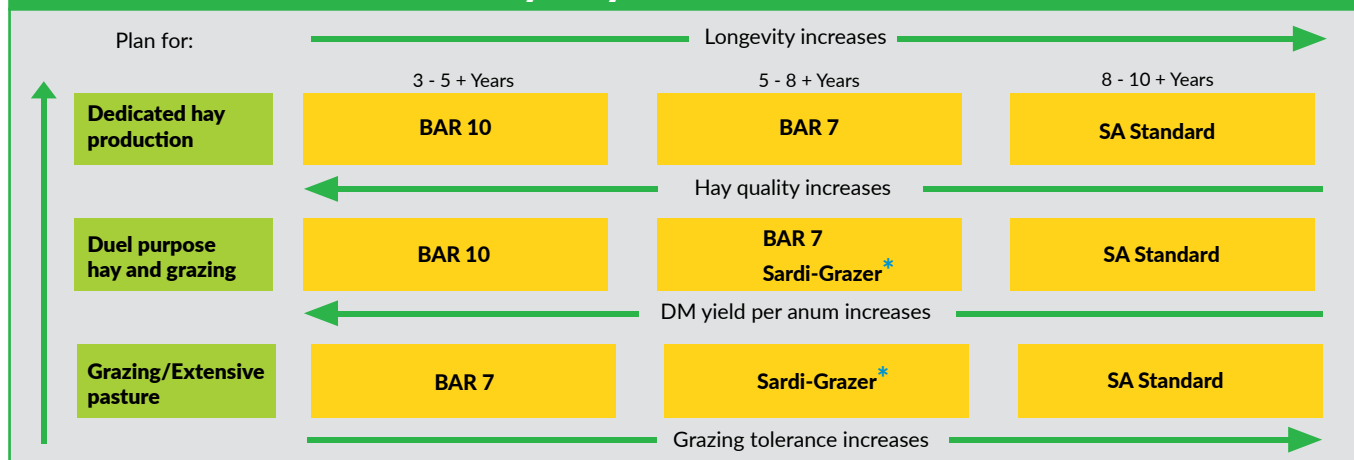 Plan for:
Longevity increases
3 - 5 + Years
5 - 8 + Years
8 - 10 + Years
Dedicated hay
production
BAR 10
BAR 7
SA Standard
Hay quality increases
Duel purpose
hay and grazing
BAR 10
BAR 7
Sardi-Grazer*
SA Standard
DM yield per anum increases
Grazing/Extensive
pasture
BAR 7
Sardi-Grazer*
SA Standard
Grazing tolerance increases